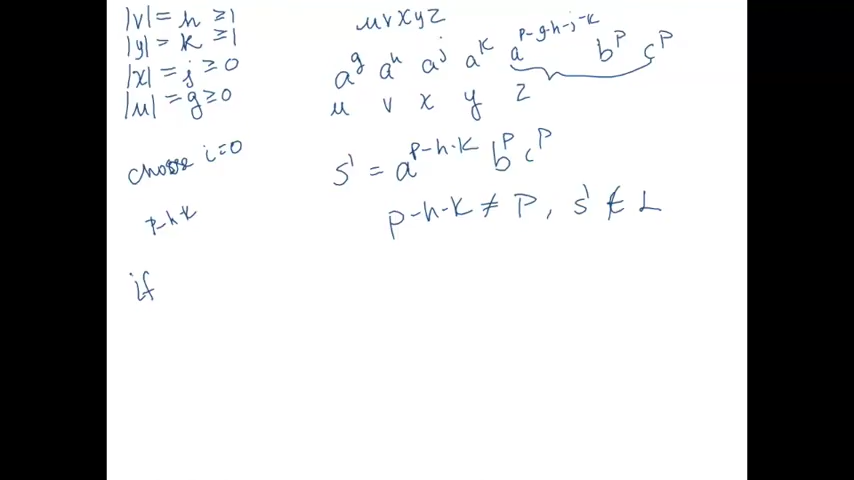 |v| = h ≥ 1
|y| = k ≥ 1
|x| = j ≥ 0
|u| = g ≥ 0
choose i=0
p-h-k
if
uvxyz
a^g a^h a^j a^k a^{p-g-h-j-k} b^p c^p
u v x y z
s' = a^{p-h-k} b^p c^p
p-h-k ≠ p, s' ∉ L